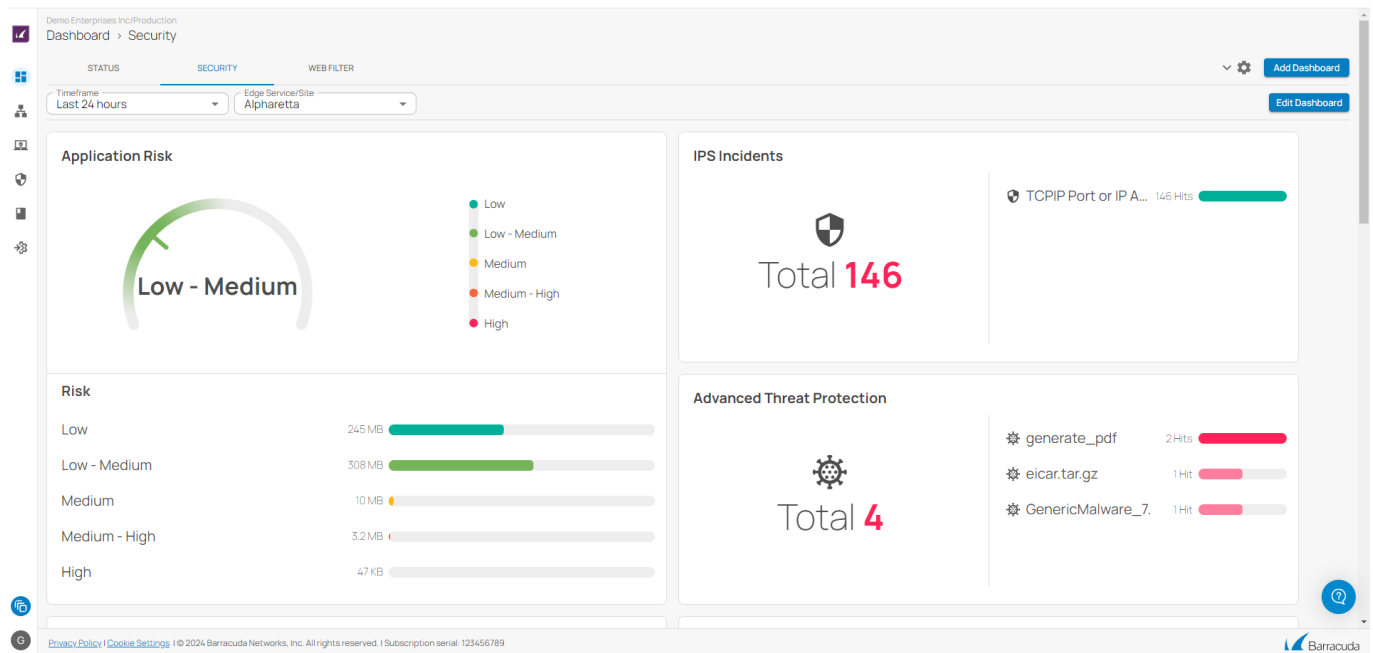 Demo Enterprises Inc/Production
Dashboard › Security
STATUS SECURITY WEB FILTER
Add Dashboard
Timeframe
Last 24 hours
Edge Service/Site
Alpharetta
Edit Dashboard
Application Risk
Low - Medium
Low
Low - Medium
Medium
Medium - High
High
Risk
Low 245 MB
Low - Medium 308 MB
Medium 10 MB
Medium - High 3.2 MB
High 47 KB
IPS Incidents
Total 146
TCPIP Port or IP A... 146 Hits
Advanced Threat Protection
Total 4
generate_pdf 2 Hits
eicar.tar.gz 1 Hit
GenericMalware_7. 1 Hit
G
Privacy Policy | Cookie Settings | © 2024 Barracuda Networks, Inc. All rights reserved. | Subscription serial: 123456789
Barracuda